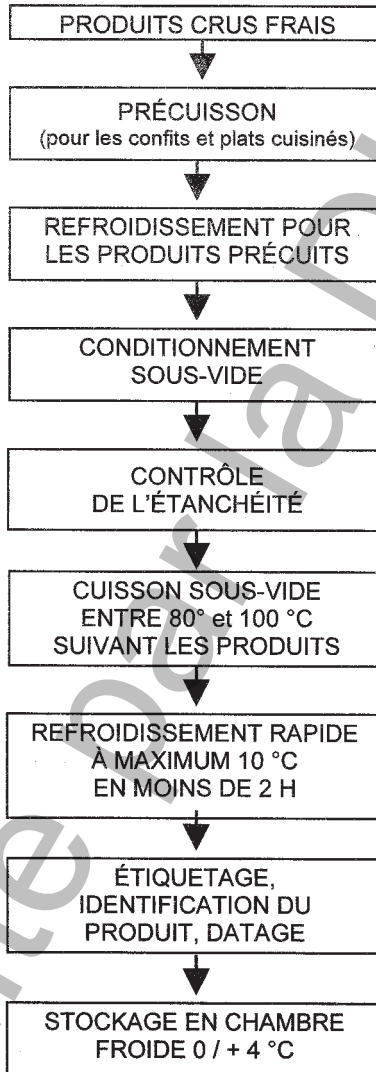 PRODUITS CRUS FRAIS
PRÉCUISSON
(pour les confits et plats cuisinés)
REFROIDISSEMENT POUR
LES PRODUITS PRÉCUITS
CONDITIONNEMENT
SOUS-VIDE
CONTRÔLE
DE L'ÉTANCHÉITÉ
CUISSON SOUS-VIDE
ENTRE 80° et 100 °C
SUIVANT LES PRODUITS
REFROIDISSEMENT RAPIDE
À MAXIMUM 10 °C
EN MOINS DE 2 H
ÉTIQUETAGE,
IDENTIFICATION DU
PRODUIT, DATAGE
STOCKAGE EN CHAMBRE
FROIDE 0 / + 4 °C